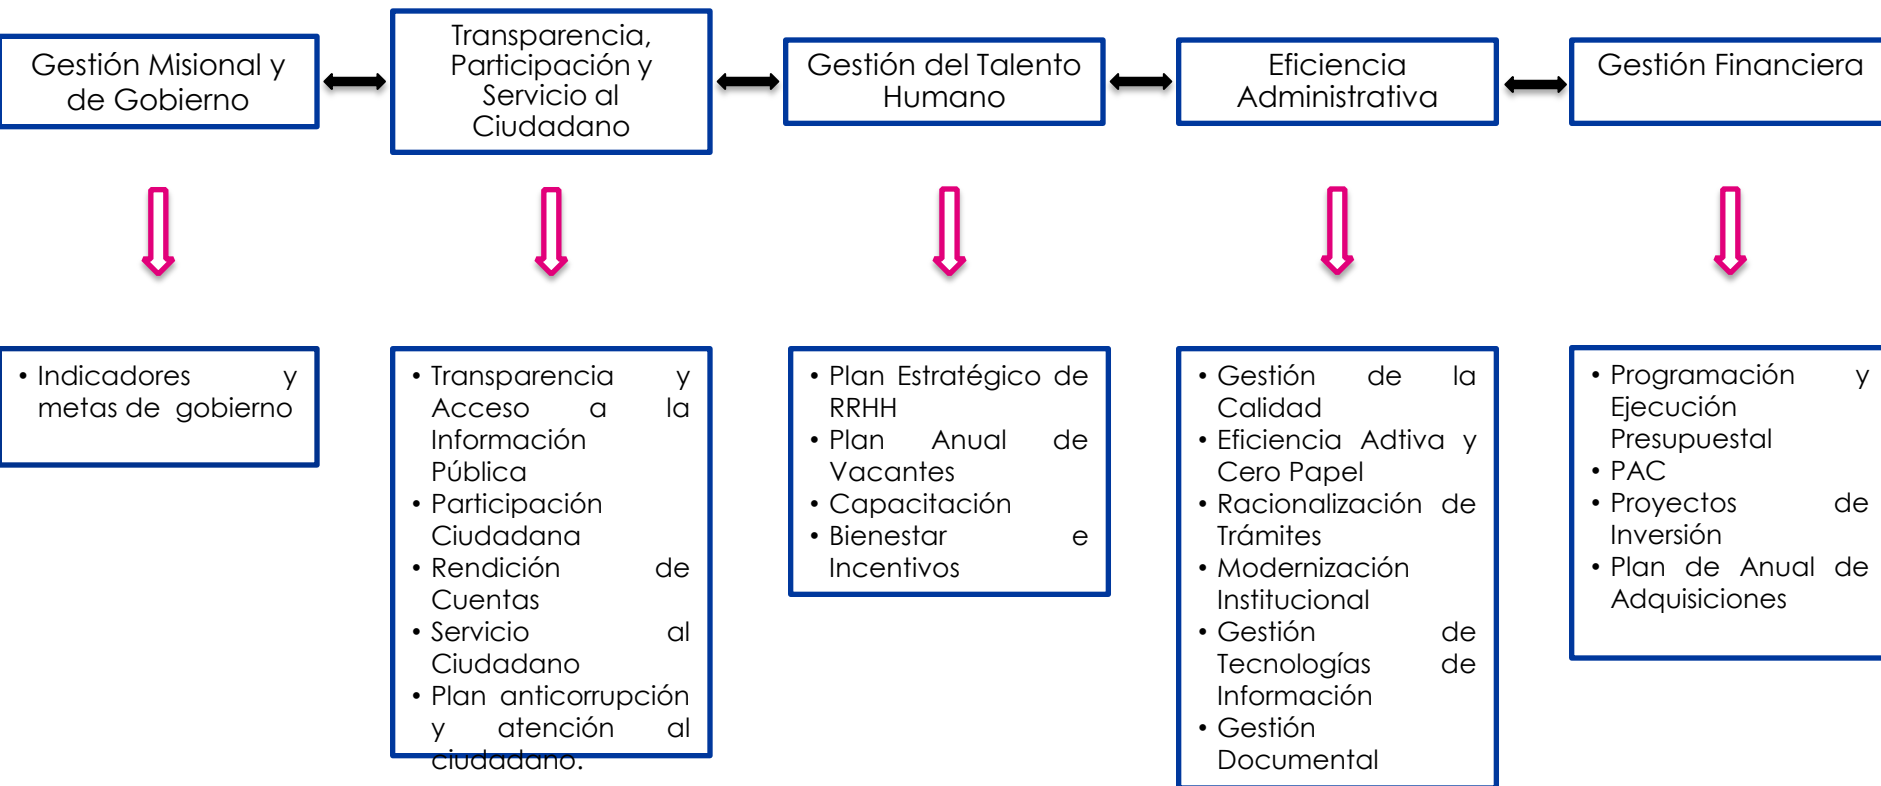 Gestión Misional y
de Gobierno
Transparencia,
Participación y
Servicio al
Ciudadano
Gestión del Talento
Humano
Eficiencia
Administrativa
Gestión Financiera
• Indicadores y
metas de gobierno
• Transparencia y
Acceso a la
Información
Pública
• Participación
Ciudadana
• Rendición de
Cuentas
• Servicio al
Ciudadano
• Plan anticorrupción
y atención al
ciudadano.
• Plan Estratégico de
RRHH
• Plan Anual de
Vacantes
• Capacitación
• Bienestar e
Incentivos
• Gestión de la
Calidad
• Eficiencia Adtiva y
Cero Papel
• Racionalización de
Trámites
• Modernización
Institucional
• Gestión de
Tecnologías de
Información
• Gestión
Documental
• Programación y
Ejecución
Presupuestal
• PAC
• Proyectos de
Inversión
• Plan de Anual de
Adquisiciones